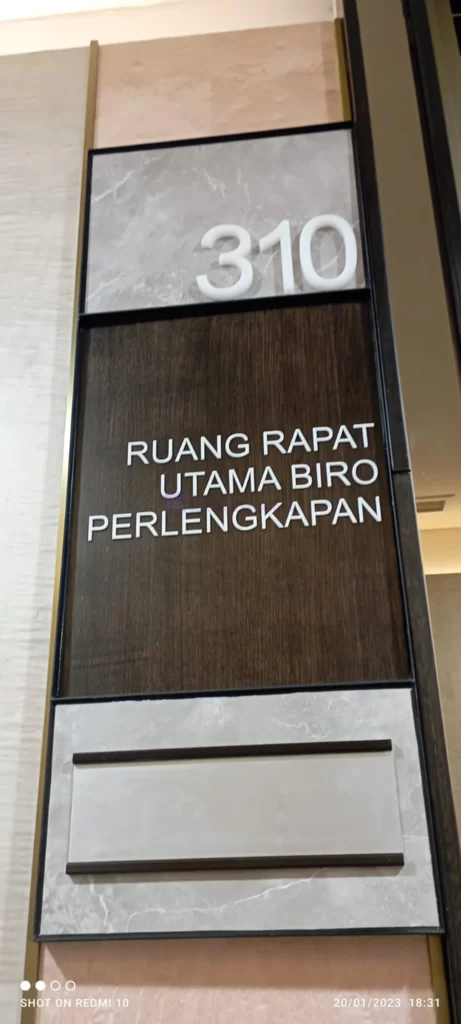 310
RUANG RAPAT
UTAMA BIRO
PERLENGKAPAN
SHOT ON REDMI 10
20/01/2023 18:31